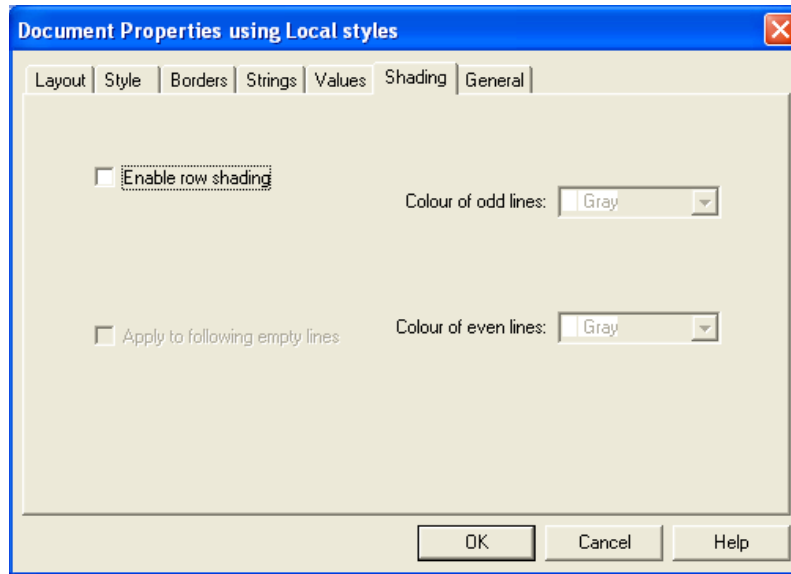 Document Properties using Local styles
Layout Style Borders Strings Values Shading General
Enable row shading
Colour of odd lines: Gray
Apply to following empty lines
Colour of even lines: Gray
OK Cancel Help